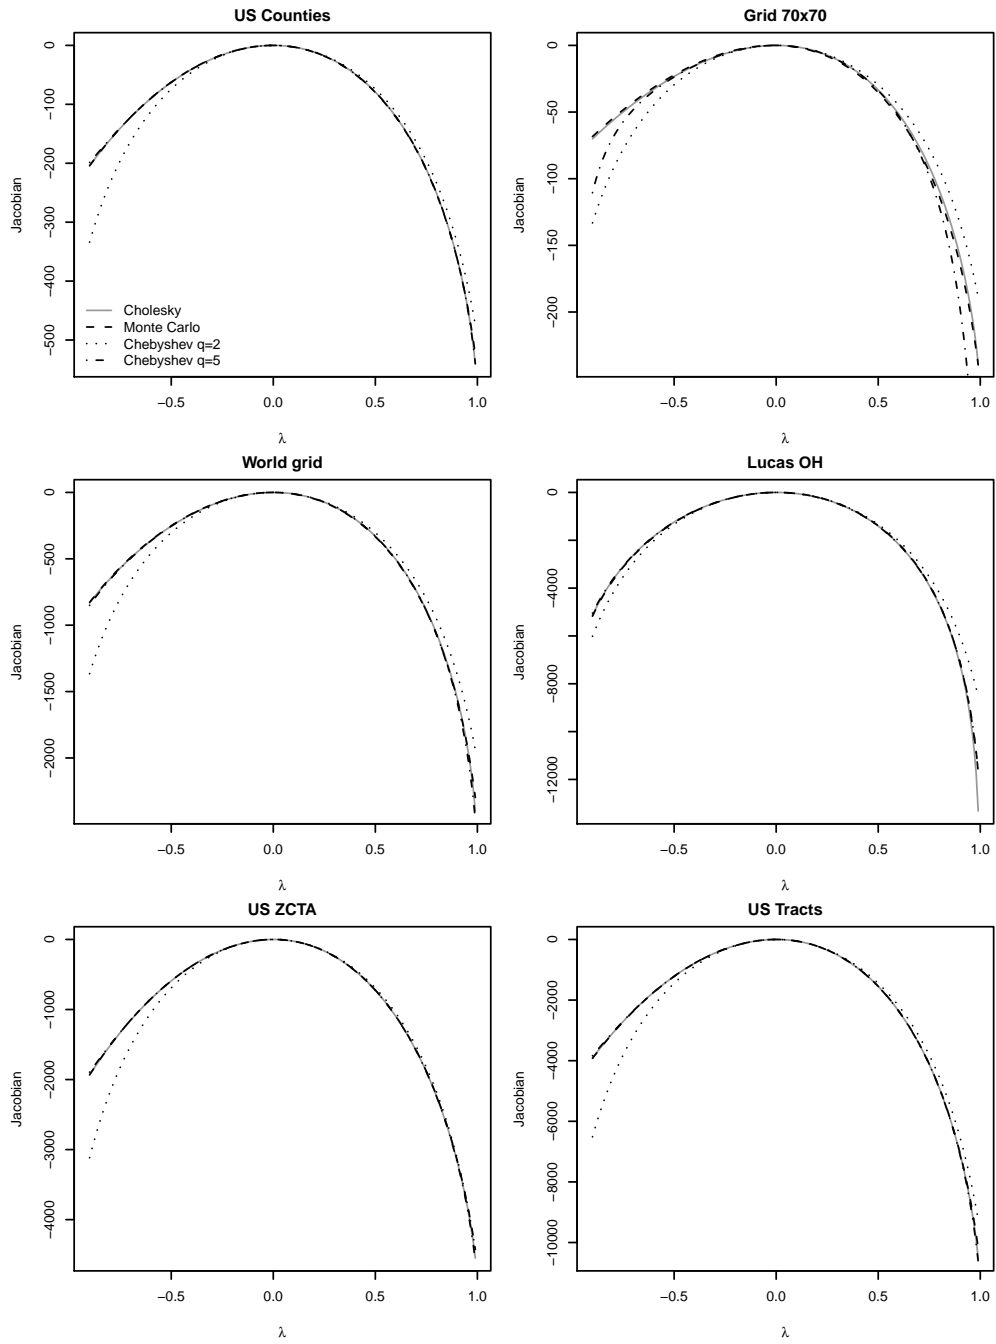 US Counties
0
−100
−200
−300
−400
−500
Jacobian
Cholesky
Monte Carlo
Chebyshev q=2
Chebyshev q=5
−0.5
0.0
0.5
1.0
λ
Grid 70x70
0
−50
−100
−150
−200
Jacobian
−0.5
0.0
0.5
1.0
λ
World grid
0
−500
−1000
−1500
−2000
Jacobian
−0.5
0.0
0.5
1.0
λ
Lucas OH
0
−4000
−8000
−12000
Jacobian
−0.5
0.0
0.5
1.0
λ
US ZCTA
0
−1000
−2000
−3000
−4000
Jacobian
−0.5
0.0
0.5
1.0
λ
US Tracts
0
−2000
−4000
−6000
−8000
−10000
Jacobian
−0.5
0.0
0.5
1.0
λ